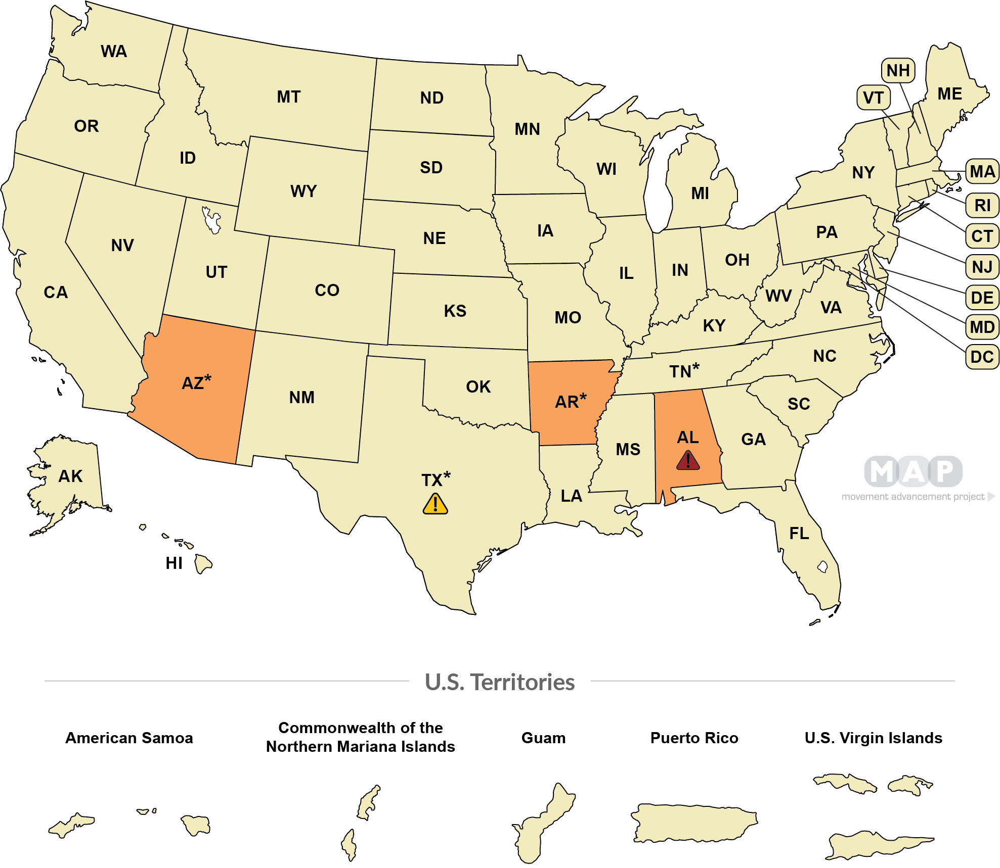 WA
MT
ND
MN
NH
VT
ME
OR
ID
SD
WI
MI
NY
MA
WY
RI
NE
IA
PA
CT
NV
UT
CO
IL
IN
OH
NJ
CA
KS
MO
WV
VA
DE
KY
MD
DC
NC
AZ*
NM
OK
AR*
TN*
SC
MS
AL
!
GA
AK
TX*
!
LA
FL
HI
MAP
movement advancement project
U.S. Territories
American Samoa
Commonwealth of the
Northern Mariana Islands
Guam
Puerto Rico
U.S. Virgin Islands